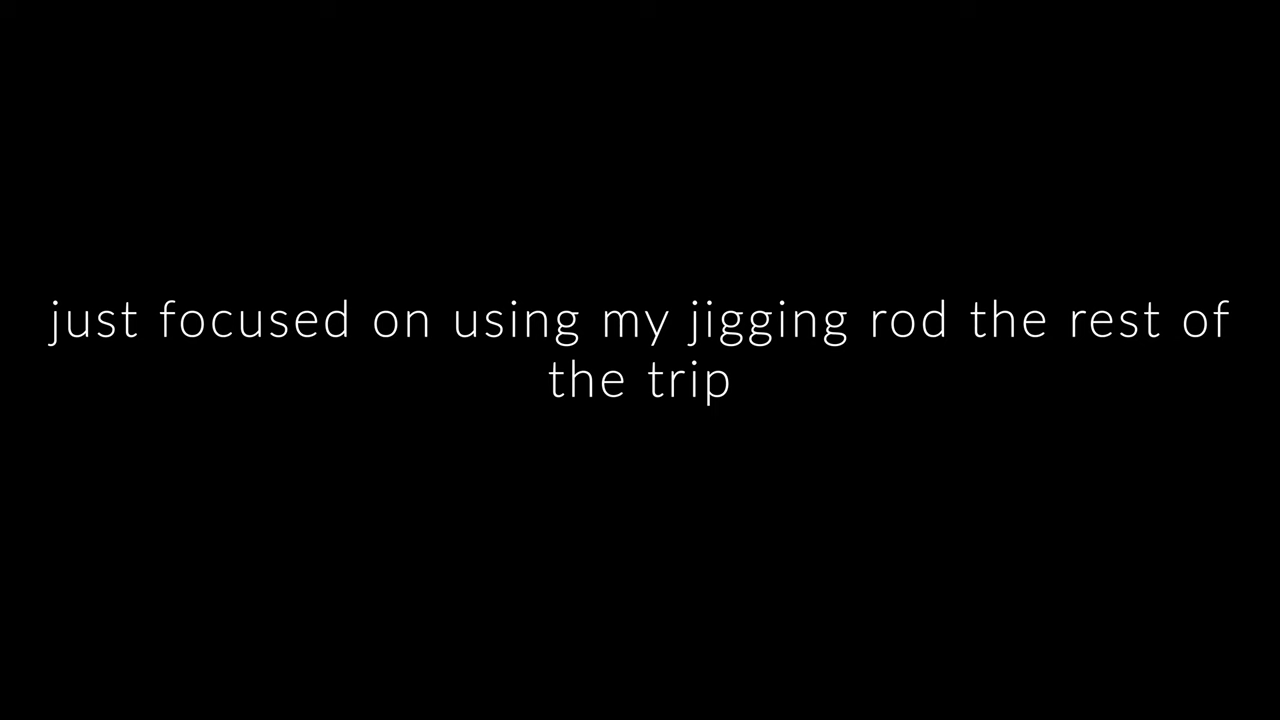 just focused on using my jigging rod the rest of
the trip